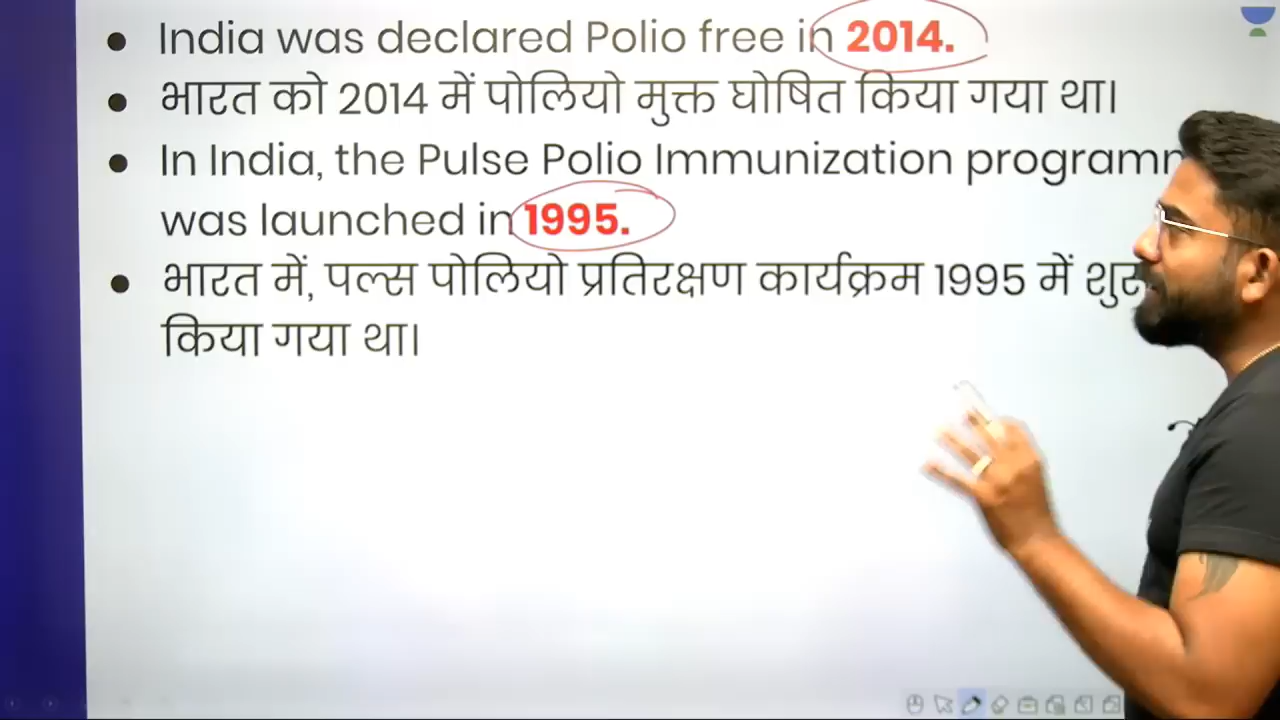 India was declared Polio free in 2014.
भारत को 2014 में पोलियो मुक्त घोषित किया गया था।
In India, the Pulse Polio Immunization
was launched in 1995.
भारत में, पल्स पोलियो प्रतिरक्षण कार्यक्रम 1995 में
किया गया था।